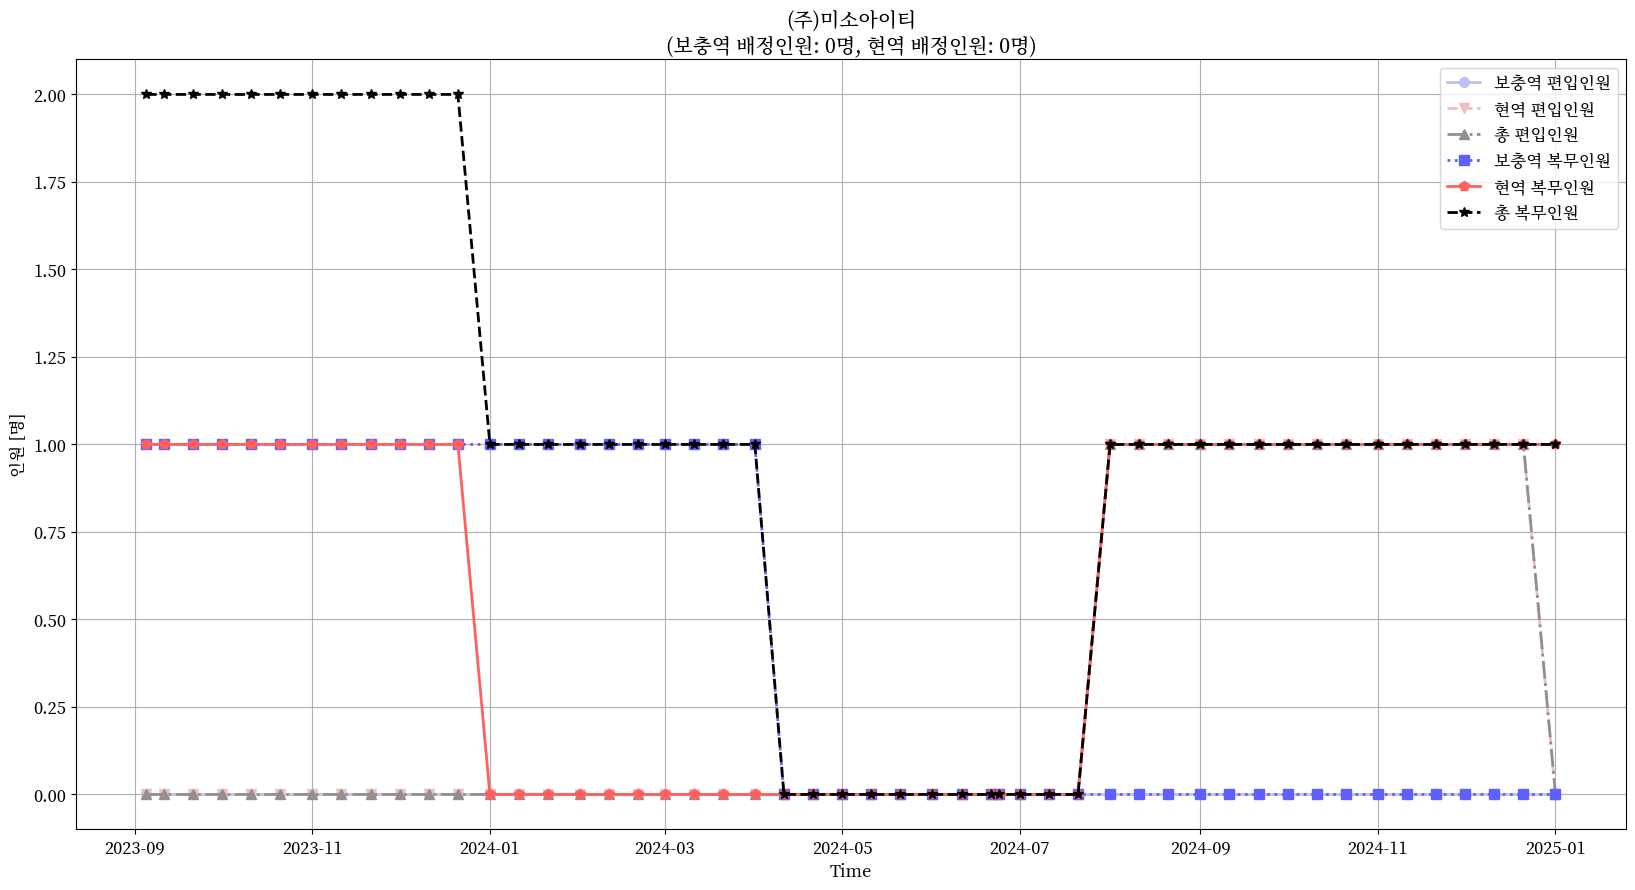 (주)미소아이티
(보충역 배정인원: 0명, 현역 배정인원: 0명)
보충역 편입인원
현역 편입인원
총 편입인원
보충역 복무인원
현역 복무인원
총 복무인원
2.00
1.75
1.50
1.25
1.00
0.75
0.50
0.25
0.00
인원 [명]
2023-09 2023-11 2024-01 2024-03 2024-05 2024-07 2024-09 2024-11 2025-01
Time